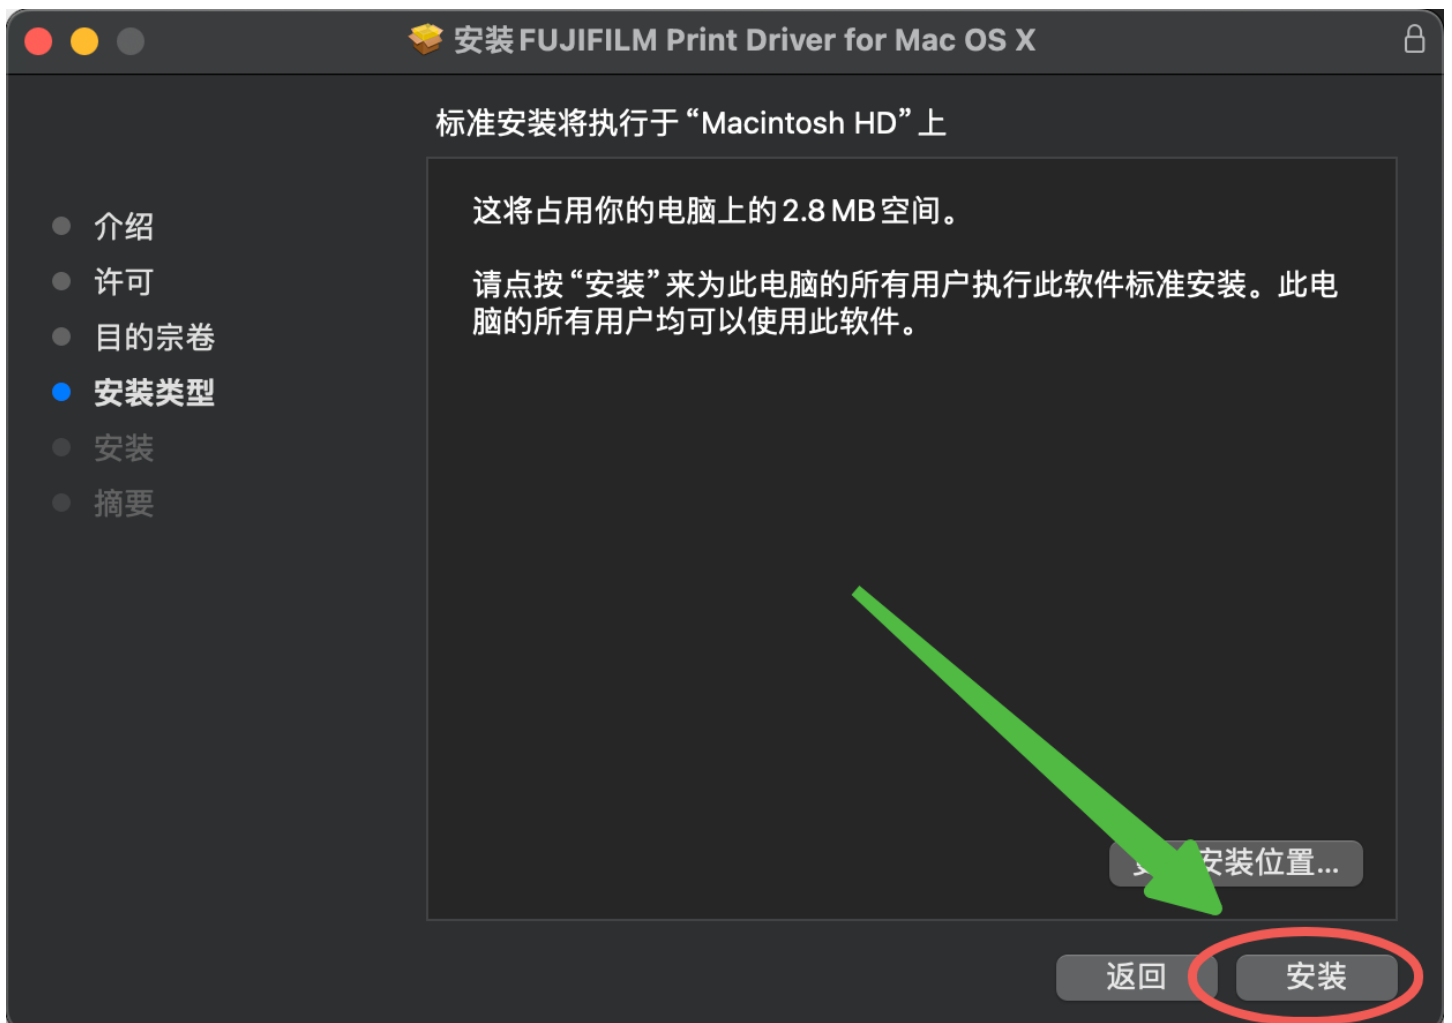 安装 FUJIFILM Print Driver for Mac OS X
标准安装将执行于“Macintosh HD”上
介绍
许可
目的宗卷
安装类型
安装
摘要
这将占用你的电脑上的 2.8 MB 空间。
请点按“安装”来为此电脑的所有用户执行此软件标准安装。此电
脑的所有用户均可以使用此软件。
安装位置...
返回
安装